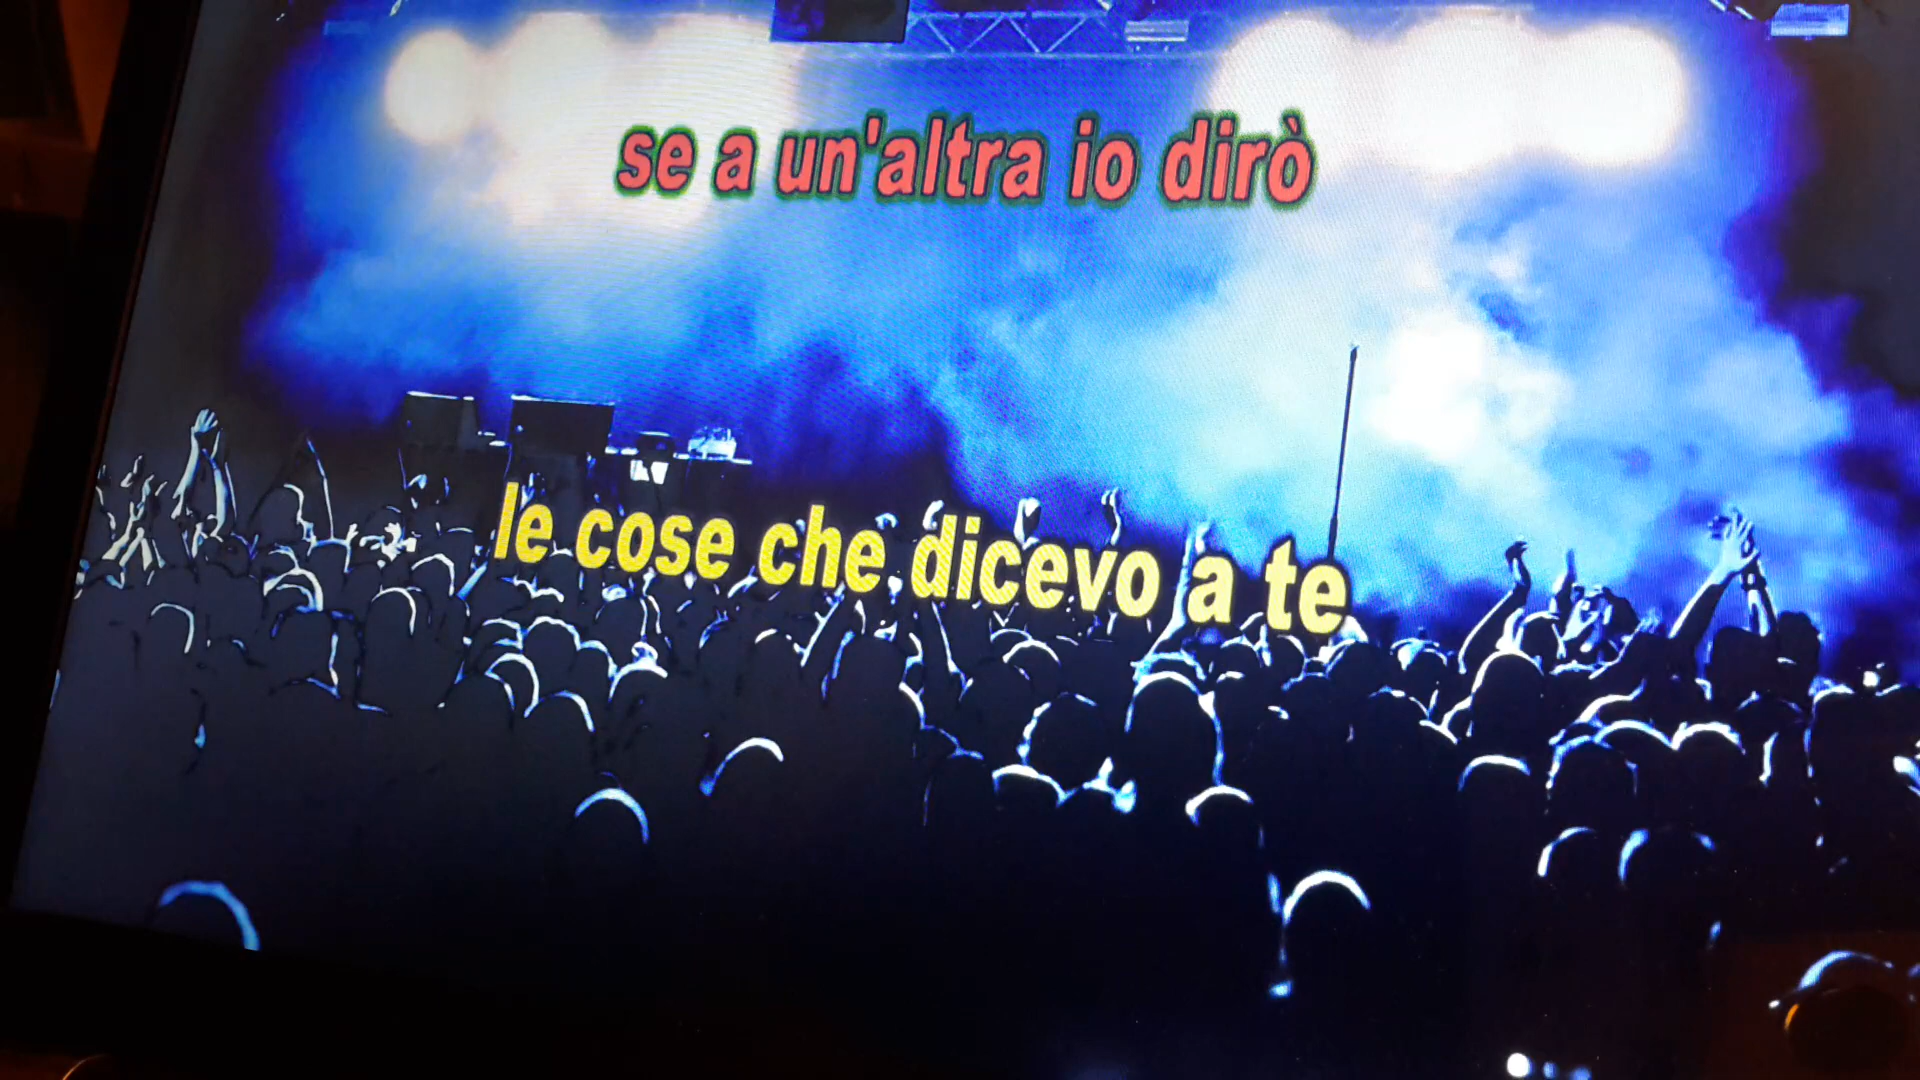 se a un'altra io dirò
le cose che dicevo a te